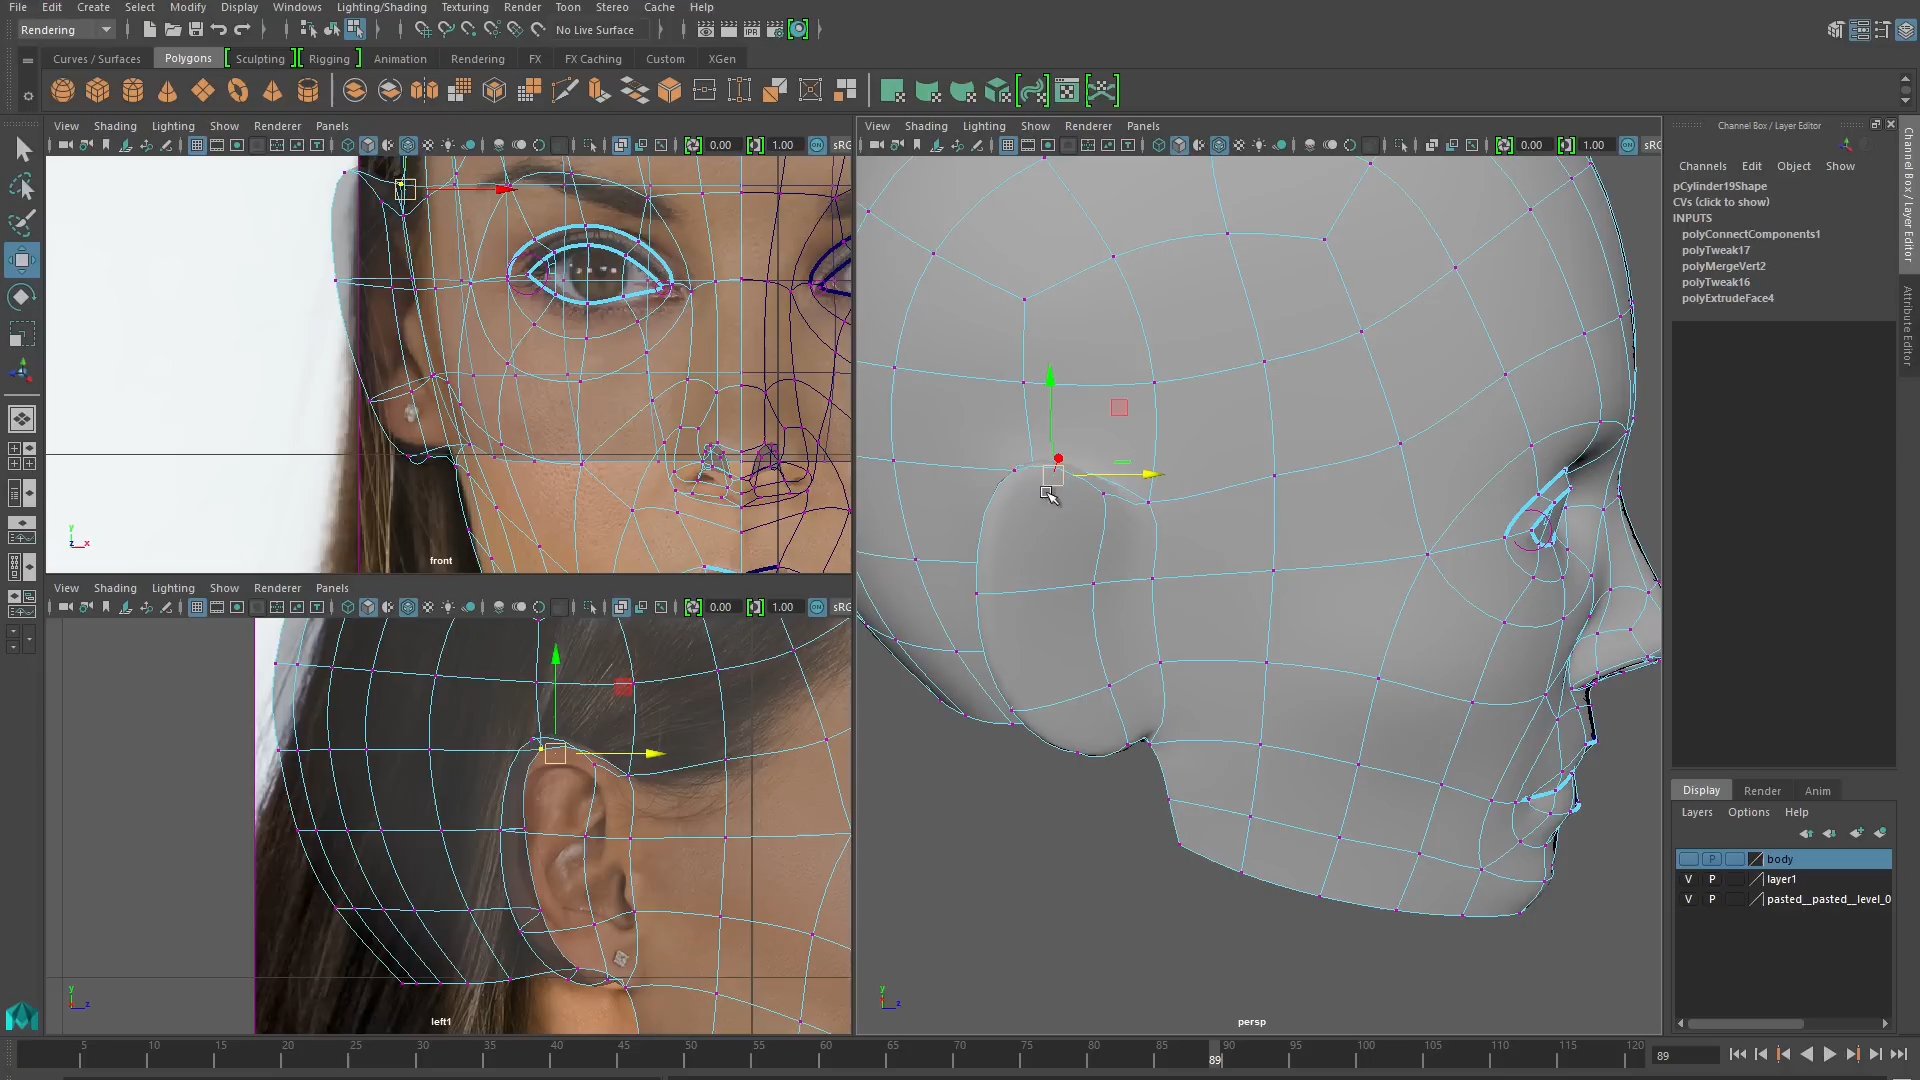 File Edit Create Select Modify Display Windows Lighting/Shading Texturing Render Toon Stereo Cache Help
Rendering No Live Surface
Curves / Surfaces Polygons Sculpting Rigging Animation Rendering FX FX Caching Custom XGen
View Shading Lighting Show Renderer Panels
0.00 1.00 sRG
front
View Shading Lighting Show Renderer Panels
0.00 1.00 sRG
left1
View Shading Lighting Show Renderer Panels
0.00 1.00 sRG
persp
Channel Box / Layer Editor
Channels Edit Object Show
pCylinder19Shape
CVs (click to show)
INPUTS
polyConnectComponents1
polyTweak17
polyMergeVert2
polyTweak16
polyExtrudeFace4
Channel Box / Layer Editor
Attribute Editor
Display Render Anim
Layers Options Help
P body
V P layer1
V P pasted__pasted__level_0
5 10 15 20 25 30 35 40 45 50 55 60 65 70 75 80 85 90 95 100 105 110 115 120
89
89